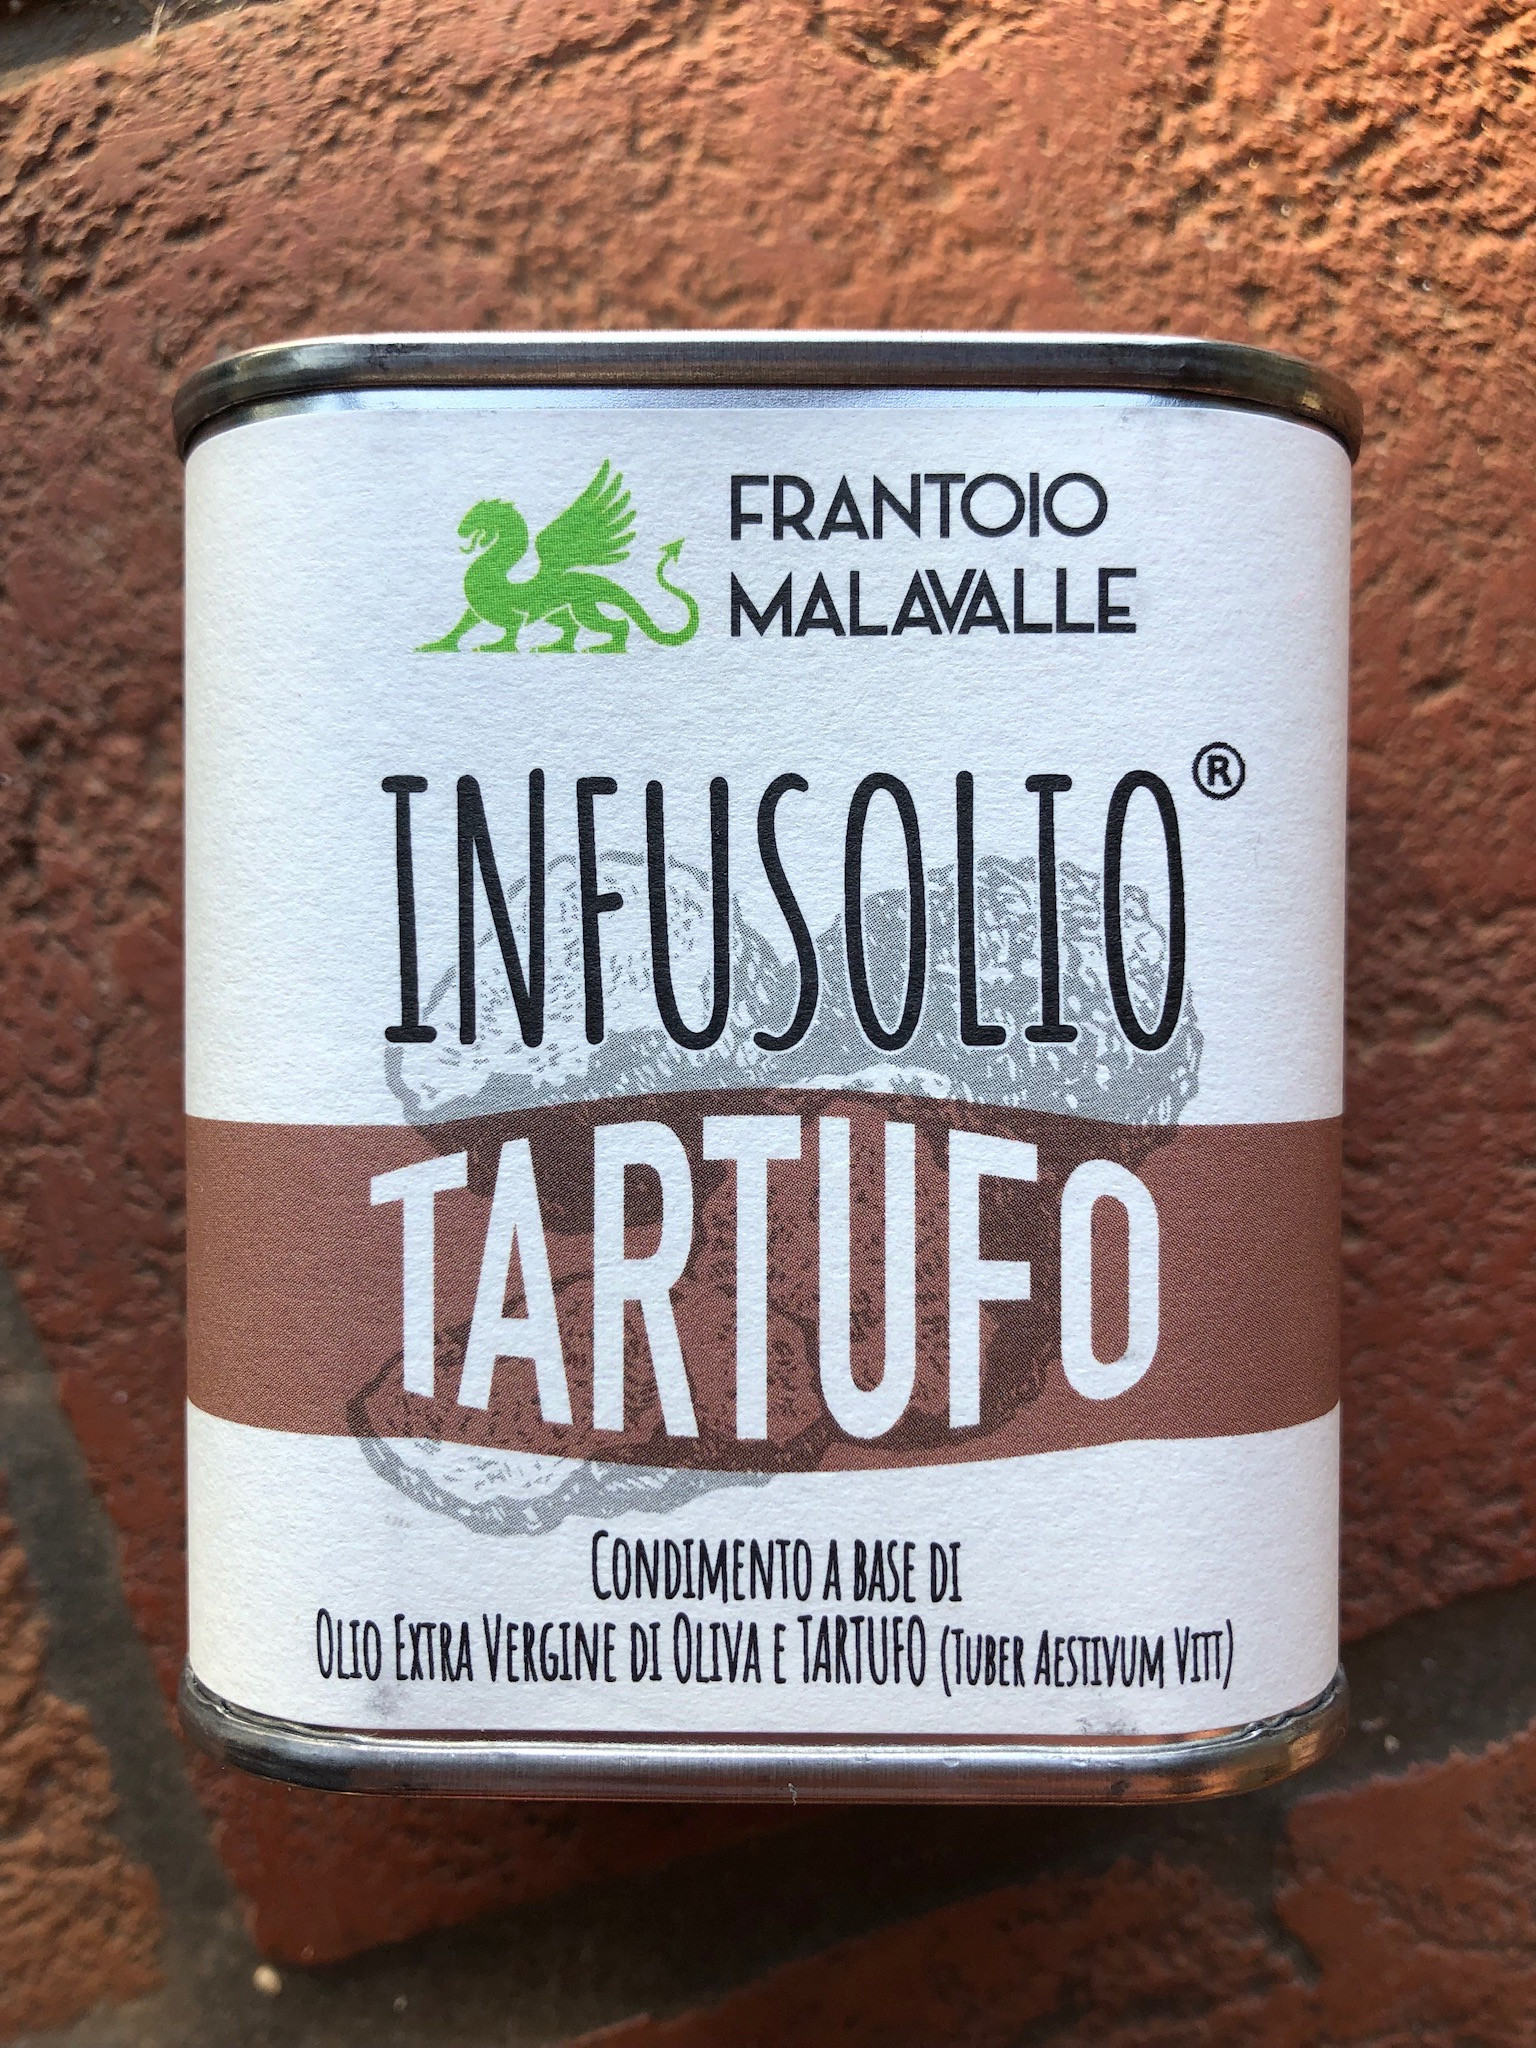 FRANTOIO
MALAVALLE
INFUSOLIO®
TARTUFO
CONDIMENTO A BASE DI
OLIO EXTRA VERGINE DI OLIVA E TARTUFO (TUBER AESTIVUM VITT)